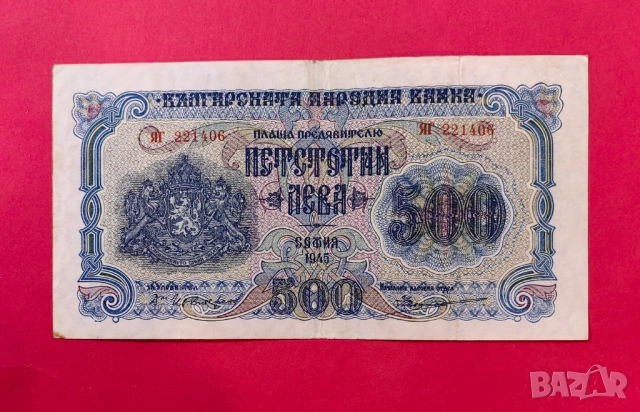 БЪЛГАРСКАТА НАРОДНА БАНКА
ПЛАЩА ПРЕДЯВИТЕЛЮ
ЯГ 221406
ЯГ 221406
ПЕТСТОТИН
ЛЕВА
500
СОФИЯ
1945
500
BAZAR